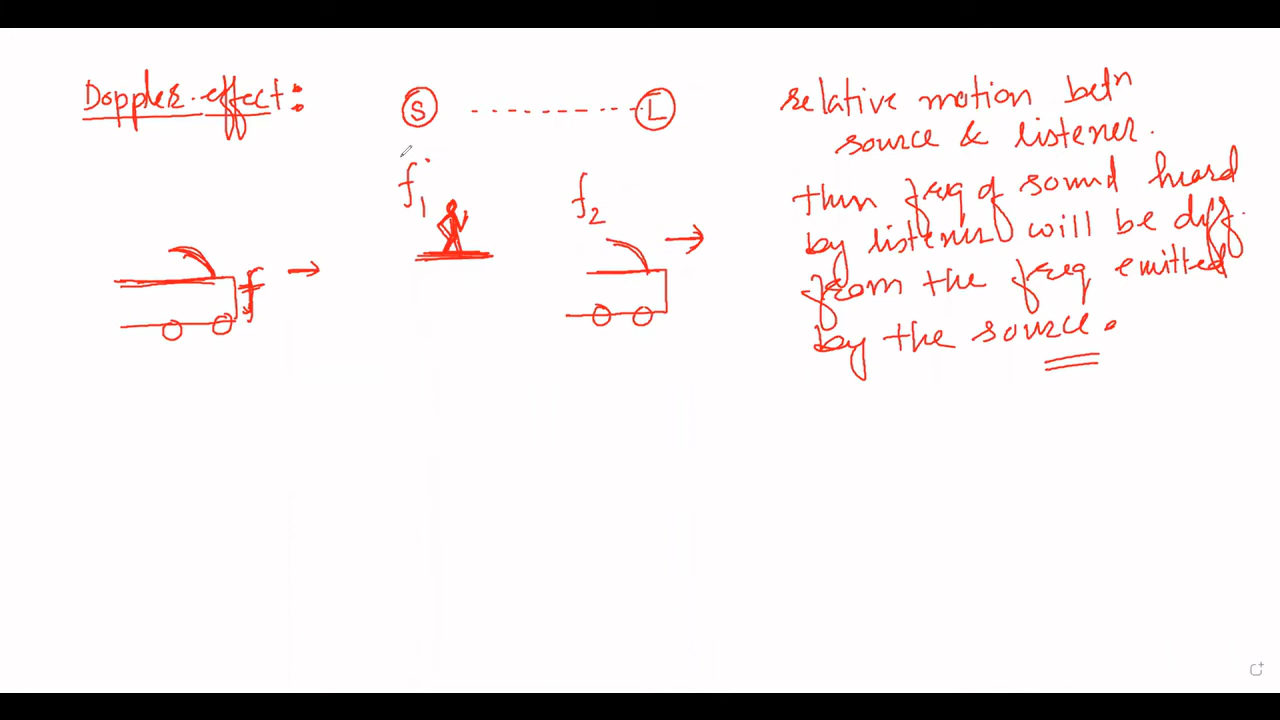 Doppler effect:
S L
relative motion betn
source & listener.
then freq of sound heard
by listener will be diff.
from the freq emitted
by the source.
f1
f2
f